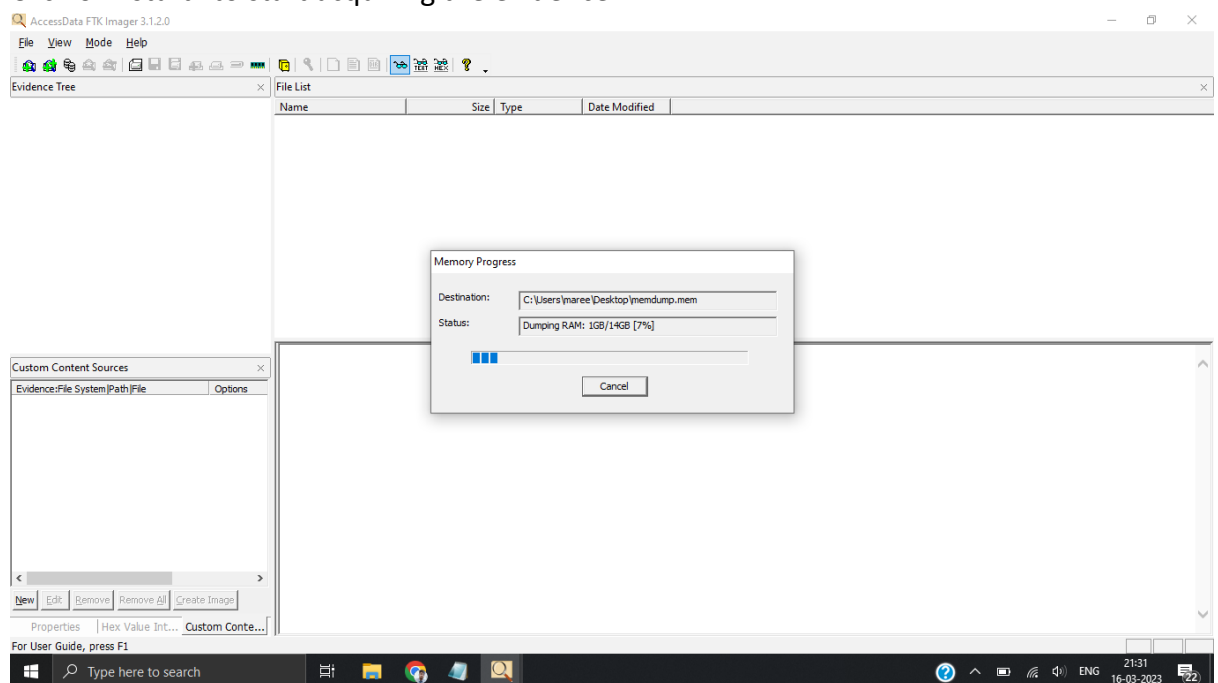 AccessData FTK Imager 3.1.2.0
File View Mode Help
Evidence Tree
File List
Name Size Type Date Modified
Memory Progress
Destination: C:\Users\maree\Desktop\memdump.mem
Status: Dumping RAM: 1GB/14GB [7%]
Cancel
Custom Content Sources
Evidence:File System|Path|File Options
New Edit Remove Remove All Create Image
Properties Hex Value Int... Custom Conte...
For User Guide, press F1
Type here to search
ENG
21:31
16-03-2023
22